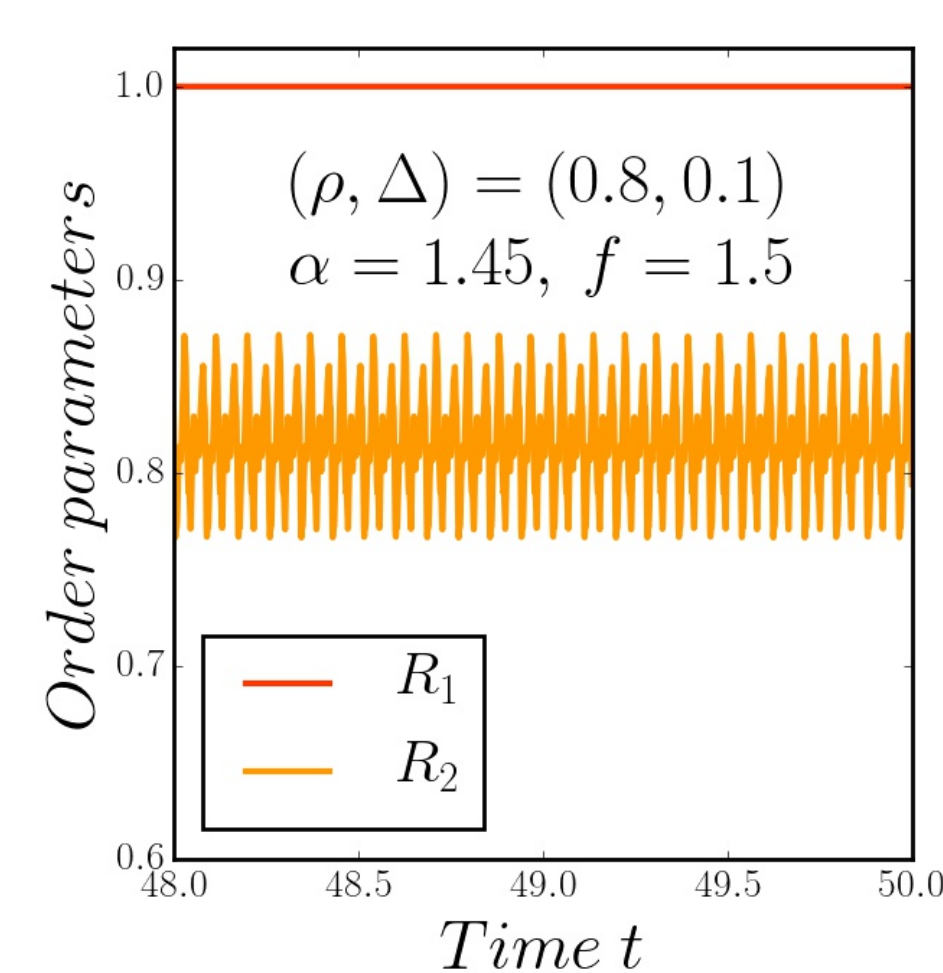 Order parameters
1.0
0.9
0.8
0.7
0.6
(ρ, Δ) = (0.8, 0.1)
α = 1.45, f = 1.5
R₁
R₂
48.0 48.5 49.0 49.5 50.0
Time t